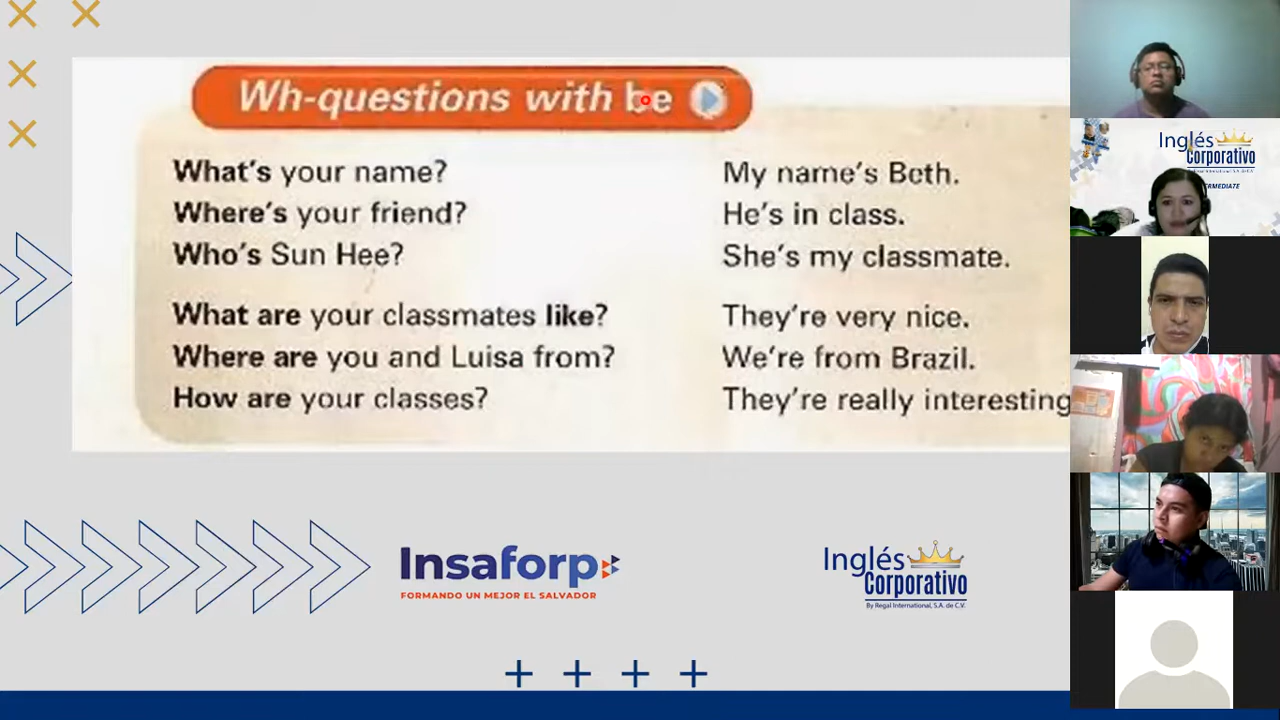 Wh-questions with be
What's your name? My name's Beth.
Where's your friend? He's in class.
Who's Sun Hee? She's my classmate.
What are your classmates like? They're very nice.
Where are you and Luisa from? We're from Brazil.
How are your classes? They're really interesting
Insaforp
FORMANDO UN MEJOR EL SALVADOR
Inglés
Corporativo
By Regal International, S.A. de C.V.
Inglés
Corporativo